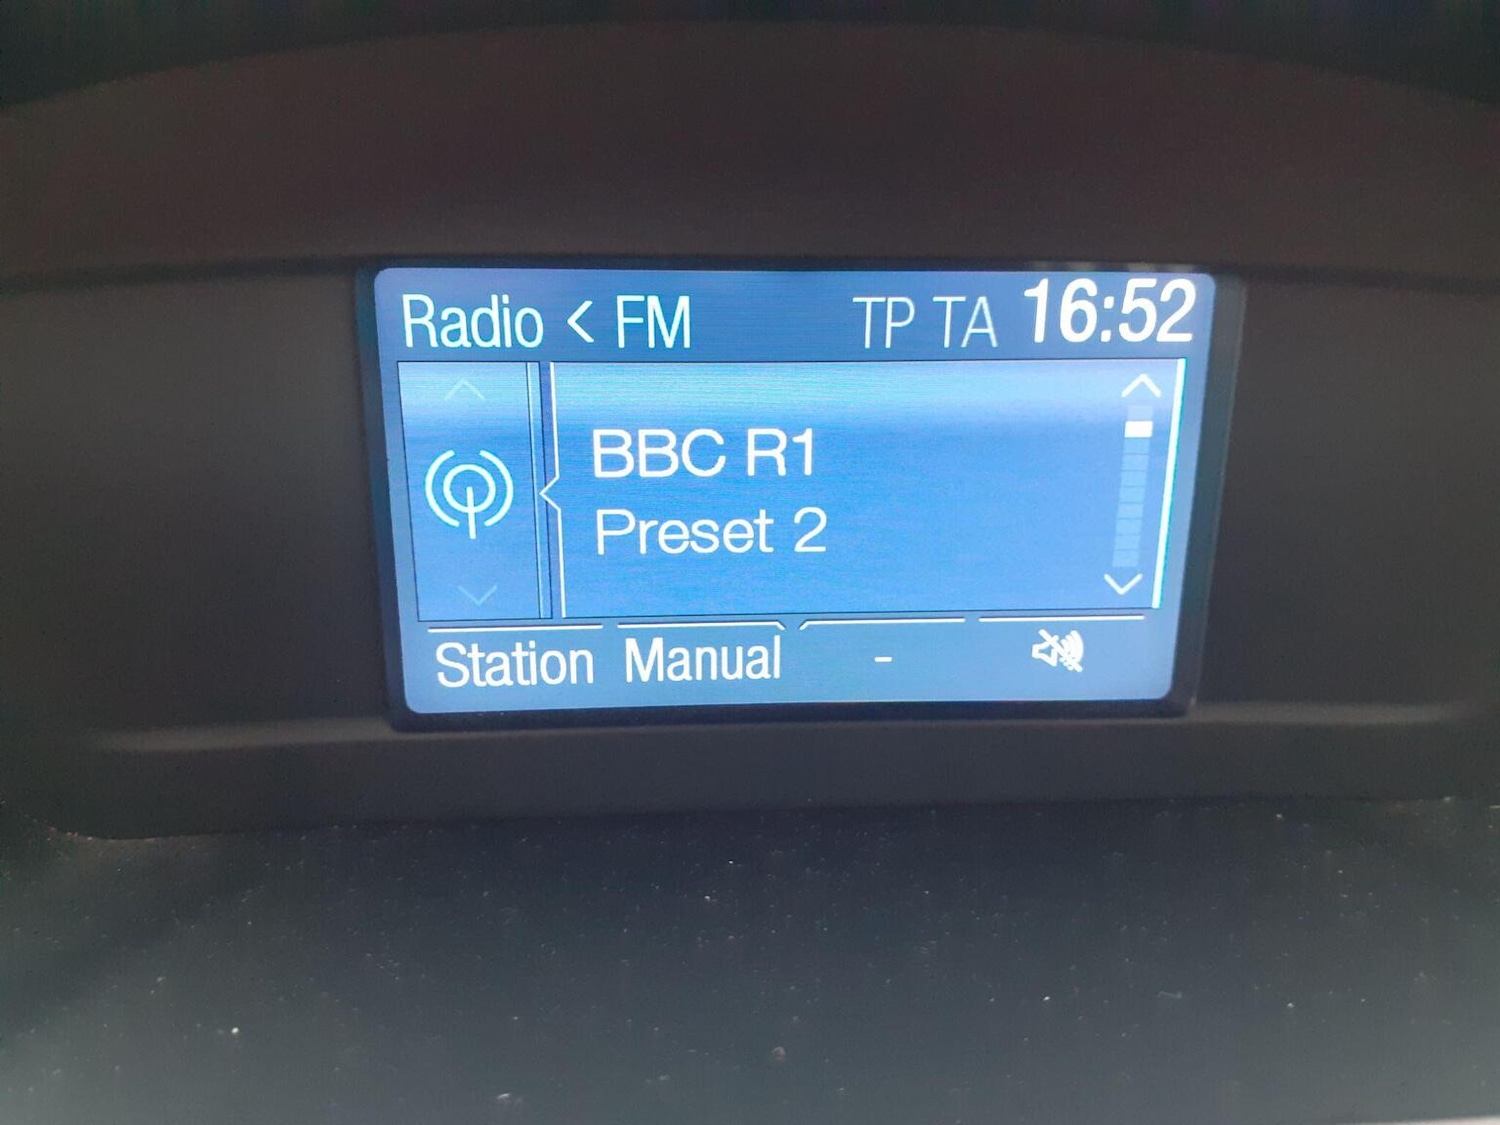 Radio < FM TP TA 16:52
BBC R1
Preset 2
Station Manual -